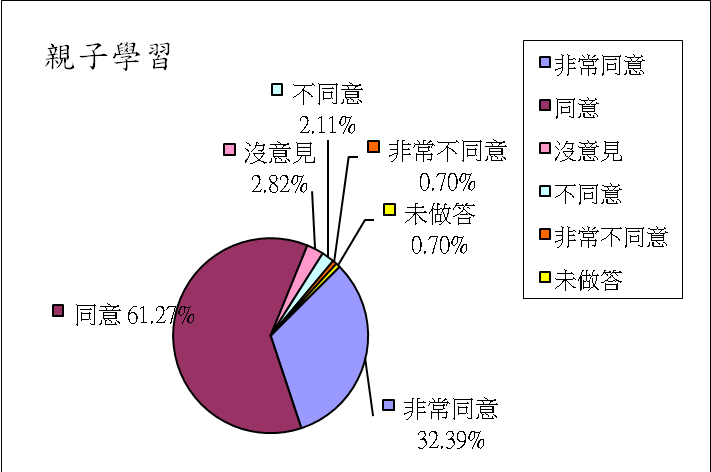 親子學習
不同意
2.11%
沒意見
2.82%
非常不同意
0.70%
未做答
0.70%
同意 61.27%
非常同意
32.39%
非常同意
同意
沒意見
不同意
非常不同意
未做答